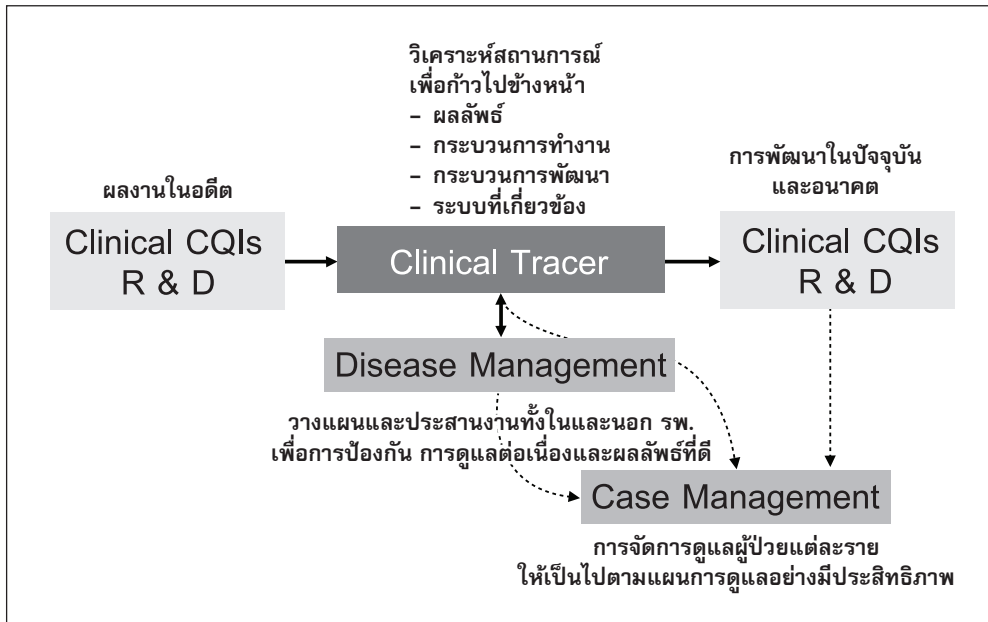 วิเคราะห์สถานการณ์
เพื่อก้าวไปข้างหน้า
– ผลลัพธ์
– กระบวนการทำงาน
– กระบวนการพัฒนา
– ระบบที่เกี่ยวข้อง
ผลงานในอดีต
Clinical CQIs
R & D
Clinical Tracer
การพัฒนาในปัจจุบัน
และอนาคต
Clinical CQIs
R & D
Disease Management
วางแผนและประสานงานทั้งในและนอก รพ.
เพื่อการป้องกัน การดูแลต่อเนื่องและผลลัพธ์ที่ดี
Case Management
การจัดการดูแลผู้ป่วยแต่ละราย
ให้เป็นไปตามแผนการดูแลอย่างมีประสิทธิภาพ